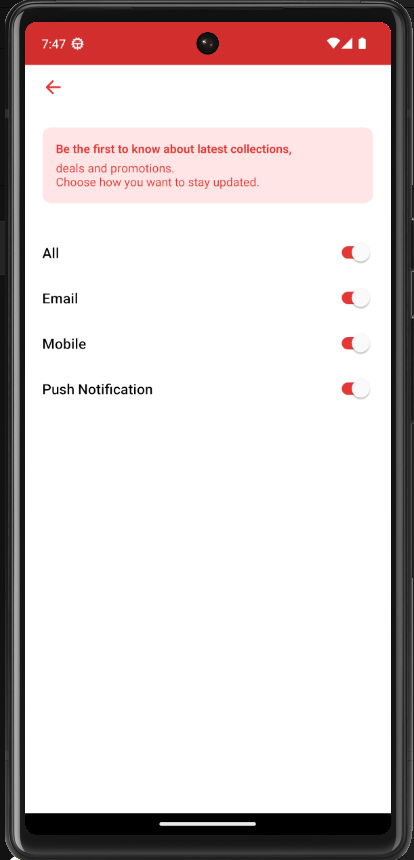 7:47
Be the first to know about latest collections,
deals and promotions.
Choose how you want to stay updated.
All
Email
Mobile
Push Notification